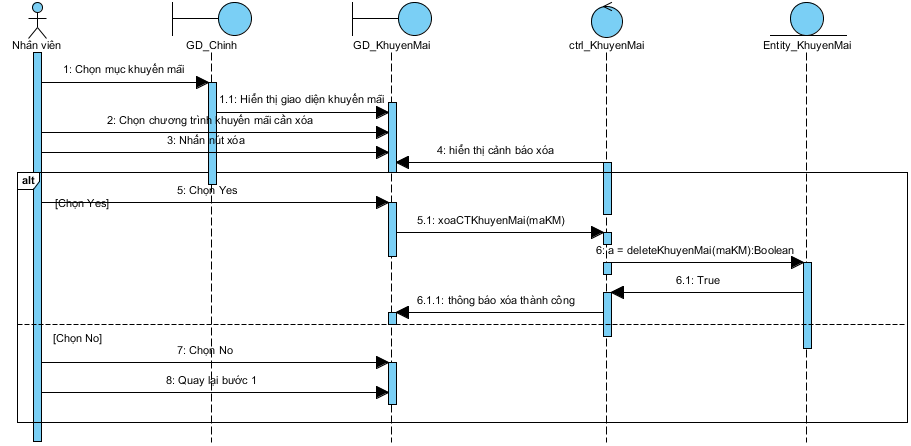 Nhân viên
GD_Chính
GD_KhuyenMai
ctrl_KhuyenMai
Entity_KhuyenMai
1: Chọn mục khuyến mãi
1.1: Hiển thị giao diện khuyến mãi
2: Chọn chương trình khuyến mãi cần xóa
3: Nhấn nút xóa
4: hiển thị cảnh báo xóa
alt
5: Chọn Yes
[Chọn Yes]
5.1: xoaCTKhuyenMai(maKM)
6: a = deleteKhuyenMai(maKM):Boolean
6.1: True
6.1.1: thông báo xóa thành công
[Chọn No]
7: Chọn No
8: Quay lại bước 1